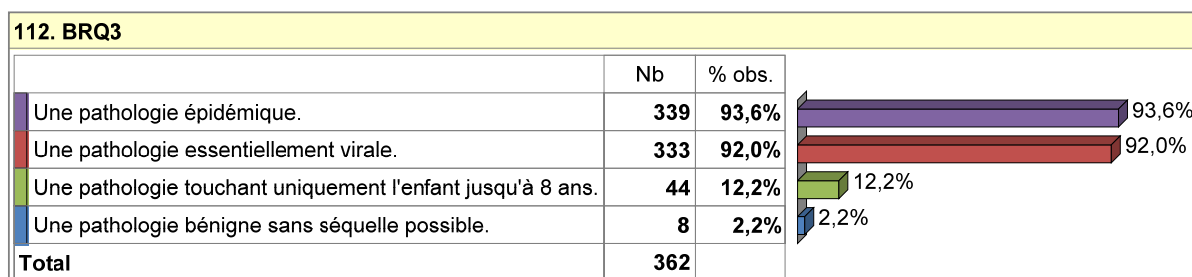 112. BRQ3
Nb % obs.
Une pathologie épidémique. 339 93,6% 93,6%
Une pathologie essentiellement virale. 333 92,0% 92,0%
Une pathologie touchant uniquement l'enfant jusqu'à 8 ans. 44 12,2% 12,2%
Une pathologie bénigne sans séquelle possible. 8 2,2% 2,2%
Total 362